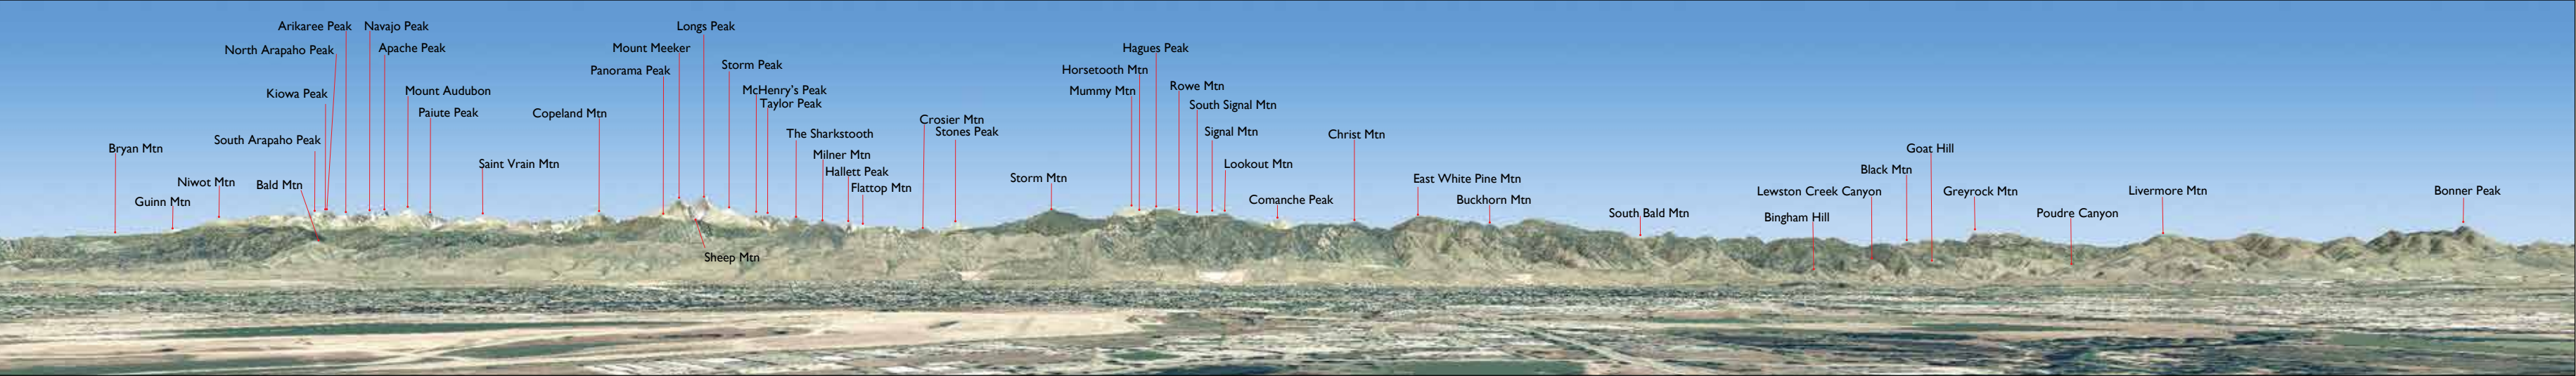 Arikaree Peak
Navajo Peak
Longs Peak
North Arapaho Peak
Apache Peak
Mount Meeker
Hagues Peak
Panorama Peak
Storm Peak
Horsetooth Mtn
Kiowa Peak
Mount Audubon
McHenry's Peak
Mummy Mtn
Rowe Mtn
Taylor Peak
South Signal Mtn
Paiute Peak
Copeland Mtn
Crosier Mtn
South Arapaho Peak
The Sharkstooth
Stones Peak
Signal Mtn
Christ Mtn
Bryan Mtn
Milner Mtn
Goat Hill
Saint Vrain Mtn
Hallett Peak
Lookout Mtn
Black Mtn
Niwot Mtn
Bald Mtn
Flattop Mtn
Storm Mtn
East White Pine Mtn
Lewston Creek Canyon
Greyrock Mtn
Livermore Mtn
Bonner Peak
Guinn Mtn
Comanche Peak
Buckhorn Mtn
South Bald Mtn
Bingham Hill
Poudre Canyon
Sheep Mtn